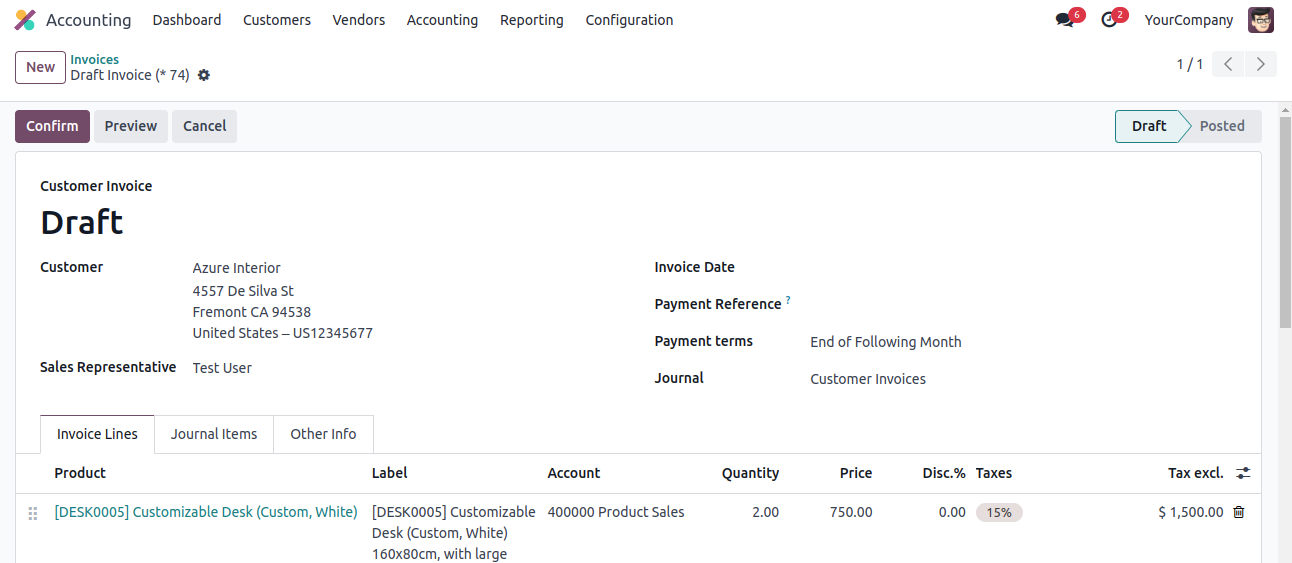 Accounting Dashboard Customers Vendors Accounting Reporting Configuration 6 2 YourCompany
New Invoices
Draft Invoice (* 74) 1 / 1
Confirm Preview Cancel Draft Posted
Customer Invoice
Draft
Customer Azure Interior Invoice Date
4557 De Silva St
Fremont CA 94538 Payment Reference ?
United States – US12345677 Payment terms End of Following Month
Sales Representative Test User Journal Customer Invoices
Invoice Lines Journal Items Other Info
Product Label Account Quantity Price Disc.% Taxes Tax excl.
[DESK0005] Customizable Desk (Custom, White) [DESK0005] Customizable 400000 Product Sales 2.00 750.00 0.00 15% $ 1,500.00
Desk (Custom, White)
160x80cm, with large